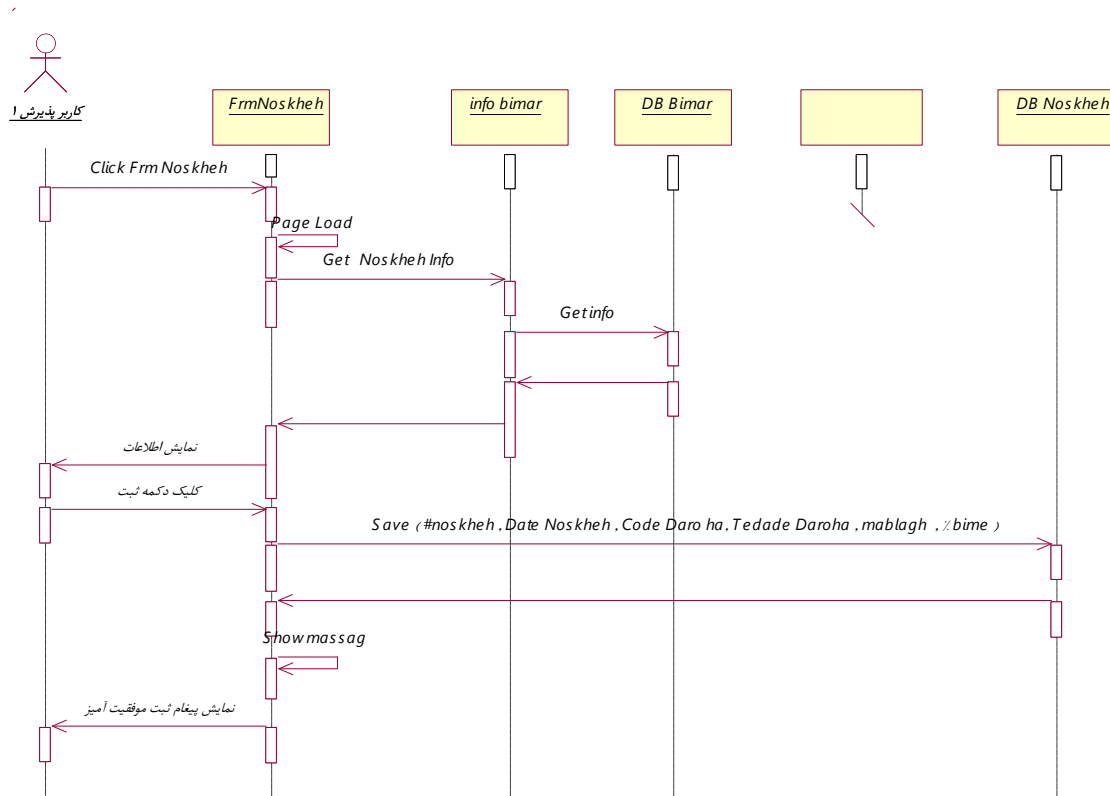 کاربر پذیرش ۱
FrmNoskheh
info bimar
DB Bimar
DB Noskheh
Click Frm Noskheh
Page Load
Get Noskheh Info
Get info
نمایش اطلاعات
کلیک دکمه ثبت
Save (#noskheh , Date Noskheh , Code Daro ha, Tedade Daroha , mablagh , ٪ bime )
Show massag
نمایش پیغام ثبت موفقیت آمیز